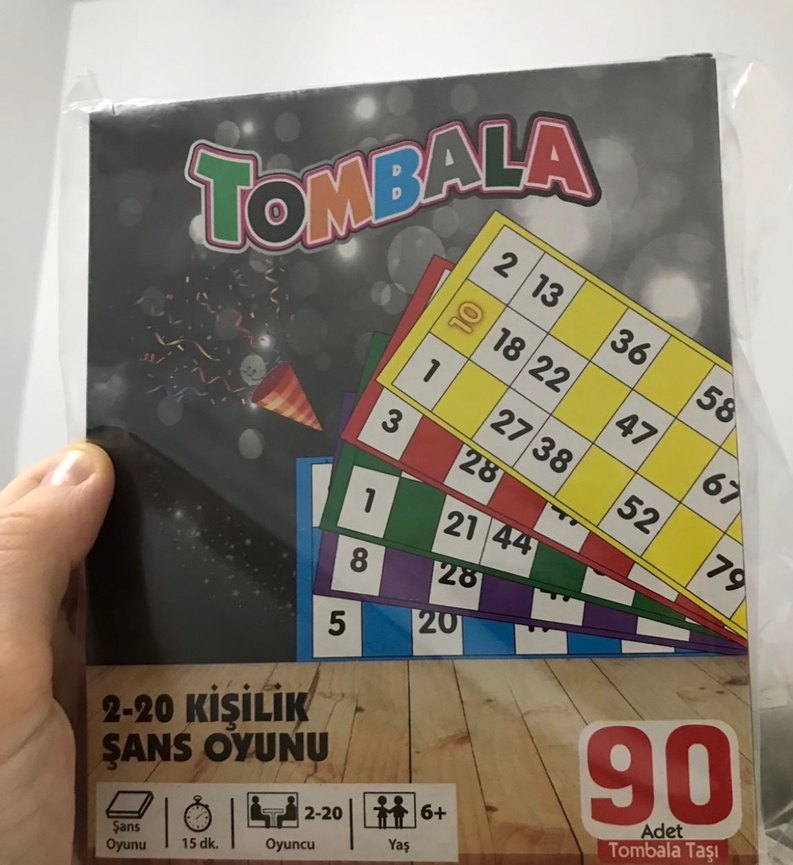 TOMBALA
2 13 36 58
10 18 22 47 67
1 27 38 52 79
3 28
1 21 44
8 28
5 20
2-20 KİŞİLİK
ŞANS OYUNU
Şans
Oyunu
15 dk.
2-20
Oyuncu
6+
Yaş
90
Adet
Tombala Taşı